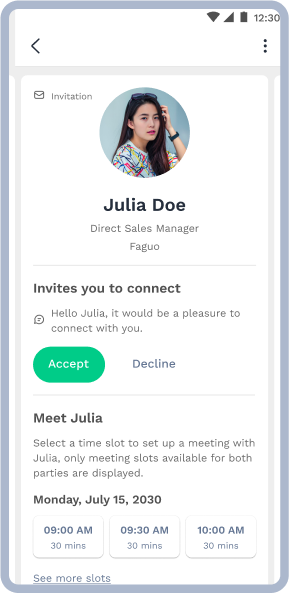 12:30
Invitation
Julia Doe
Direct Sales Manager
Faguo
Invites you to connect
Hello Julia, it would be a pleasure to
connect with you.
Accept Decline
Meet Julia
Select a time slot to set up a meeting with
Julia, only meeting slots available for both
parties are displayed.
Monday, July 15, 2030
09:00 AM 09:30 AM 10:00 AM
30 mins 30 mins 30 mins
See more slots